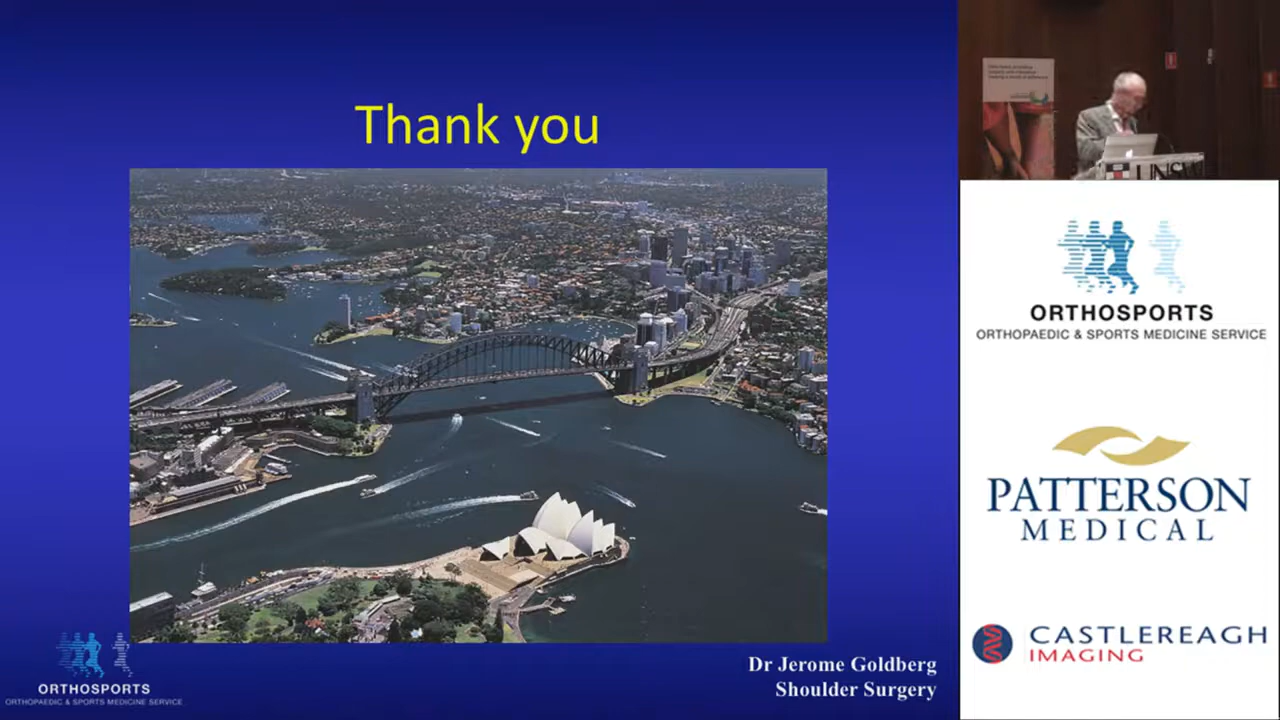 Thank you
ORTHOSPORTS
ORTHOPAEDIC & SPORTS MEDICINE SERVICE
Dr Jerome Goldberg
Shoulder Surgery
UNSW
ORTHOSPORTS
ORTHOPAEDIC & SPORTS MEDICINE SERVICE
PATTERSON
MEDICAL
CASTLEREAGH
IMAGING